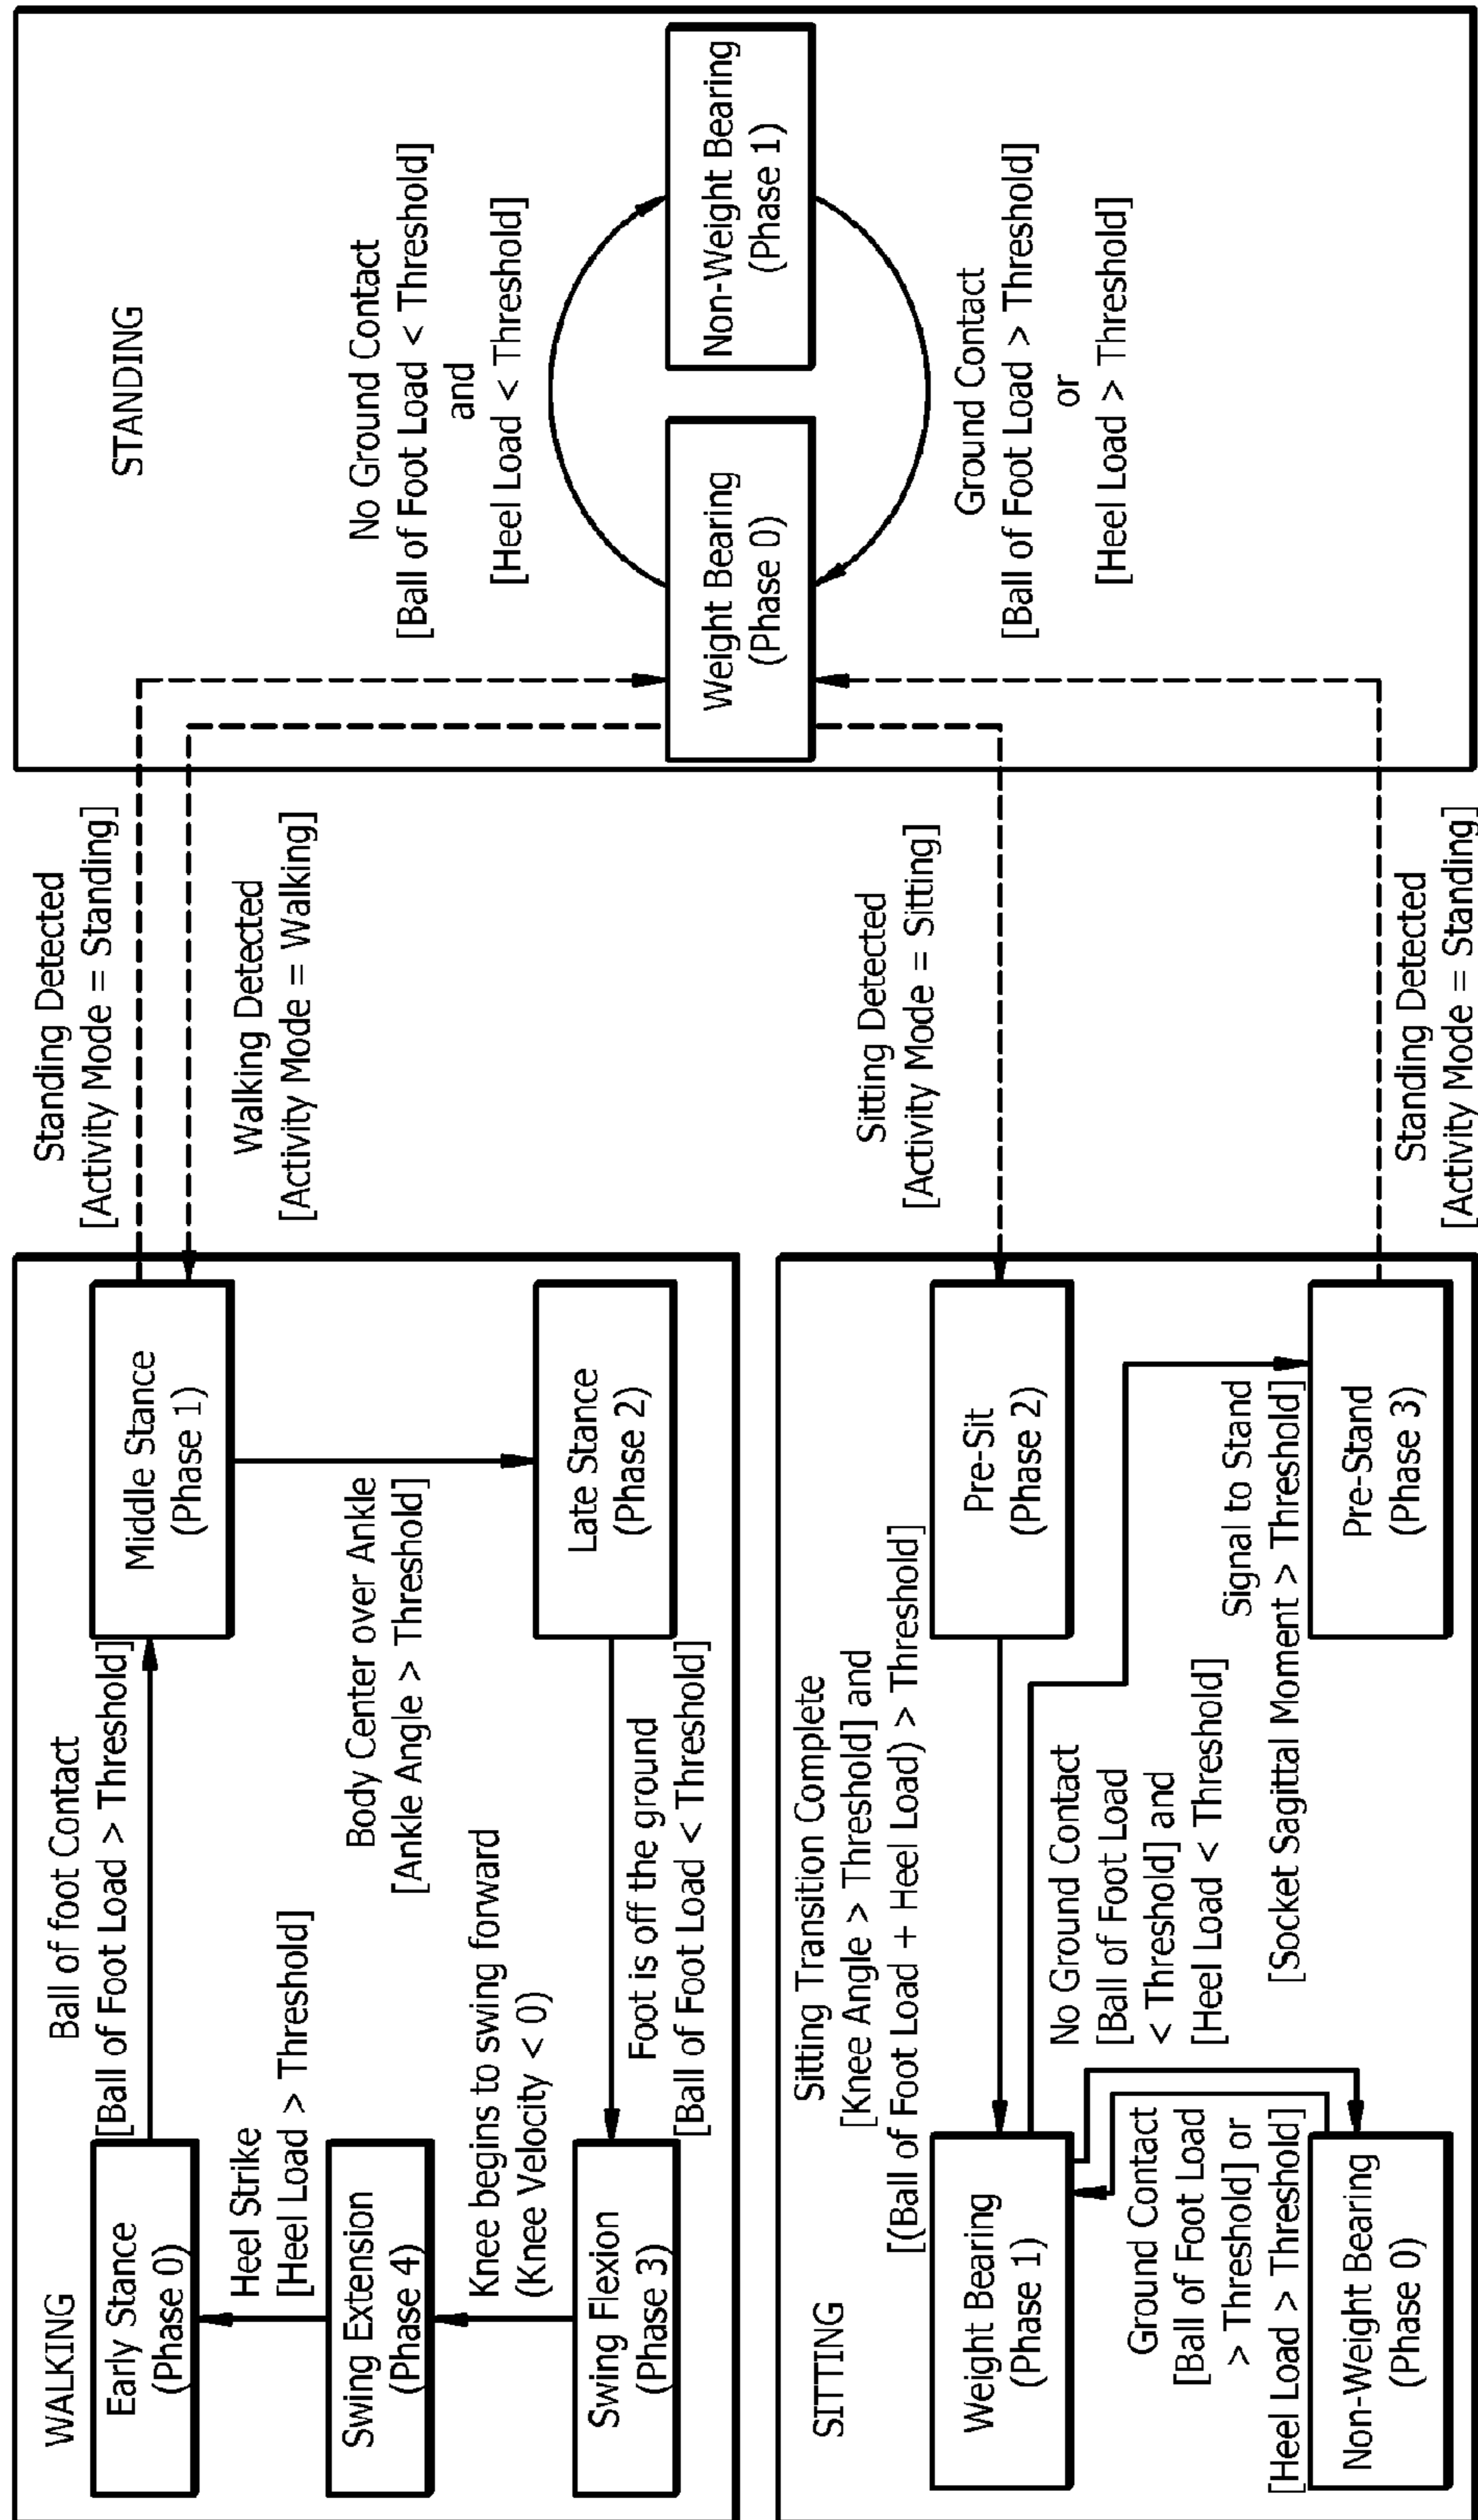 WALKING
Early Stance
(Phase 0)
Ball of foot Contact
[Ball of Foot Load > Threshold]
Middle Stance
(Phase 1)
Heel Strike
[Heel Load > Threshold]
Swing Extension
(Phase 4)
Body Center over Ankle
[Ankle Angle > Threshold]
Knee begins to swing forward
(Knee Velocity < 0)
Swing Flexion
(Phase 3)
Foot is off the ground
[Ball of Foot Load < Threshold]
Late Stance
(Phase 2)
Standing Detected
[Activity Mode = Standing]
Walking Detected
[Activity Mode = Walking]
SITTING
Sitting Transition Complete
[Knee Angle > Threshold] and
[(Ball of Foot Load + Heel Load) > Threshold]
Weight Bearing
(Phase 1)
Pre-Sit
(Phase 2)
No Ground Contact
[Ball of Foot Load
< Threshold] and
[Heel Load < Threshold]
Ground Contact
[Ball of Foot Load
> Threshold] or
[Heel Load > Threshold]
Signal to Stand
[Socket Sagittal Moment > Threshold]
Non-Weight Bearing
(Phase 0)
Pre-Stand
(Phase 3)
Sitting Detected
[Activity Mode = Sitting]
Standing Detected
[Activity Mode = Standing]
STANDING
No Ground Contact
[Ball of Foot Load < Threshold]
and
[Heel Load < Threshold]
Weight Bearing
(Phase 0)
Non-Weight Bearing
(Phase 1)
Ground Contact
[Ball of Foot Load > Threshold]
or
[Heel Load > Threshold]